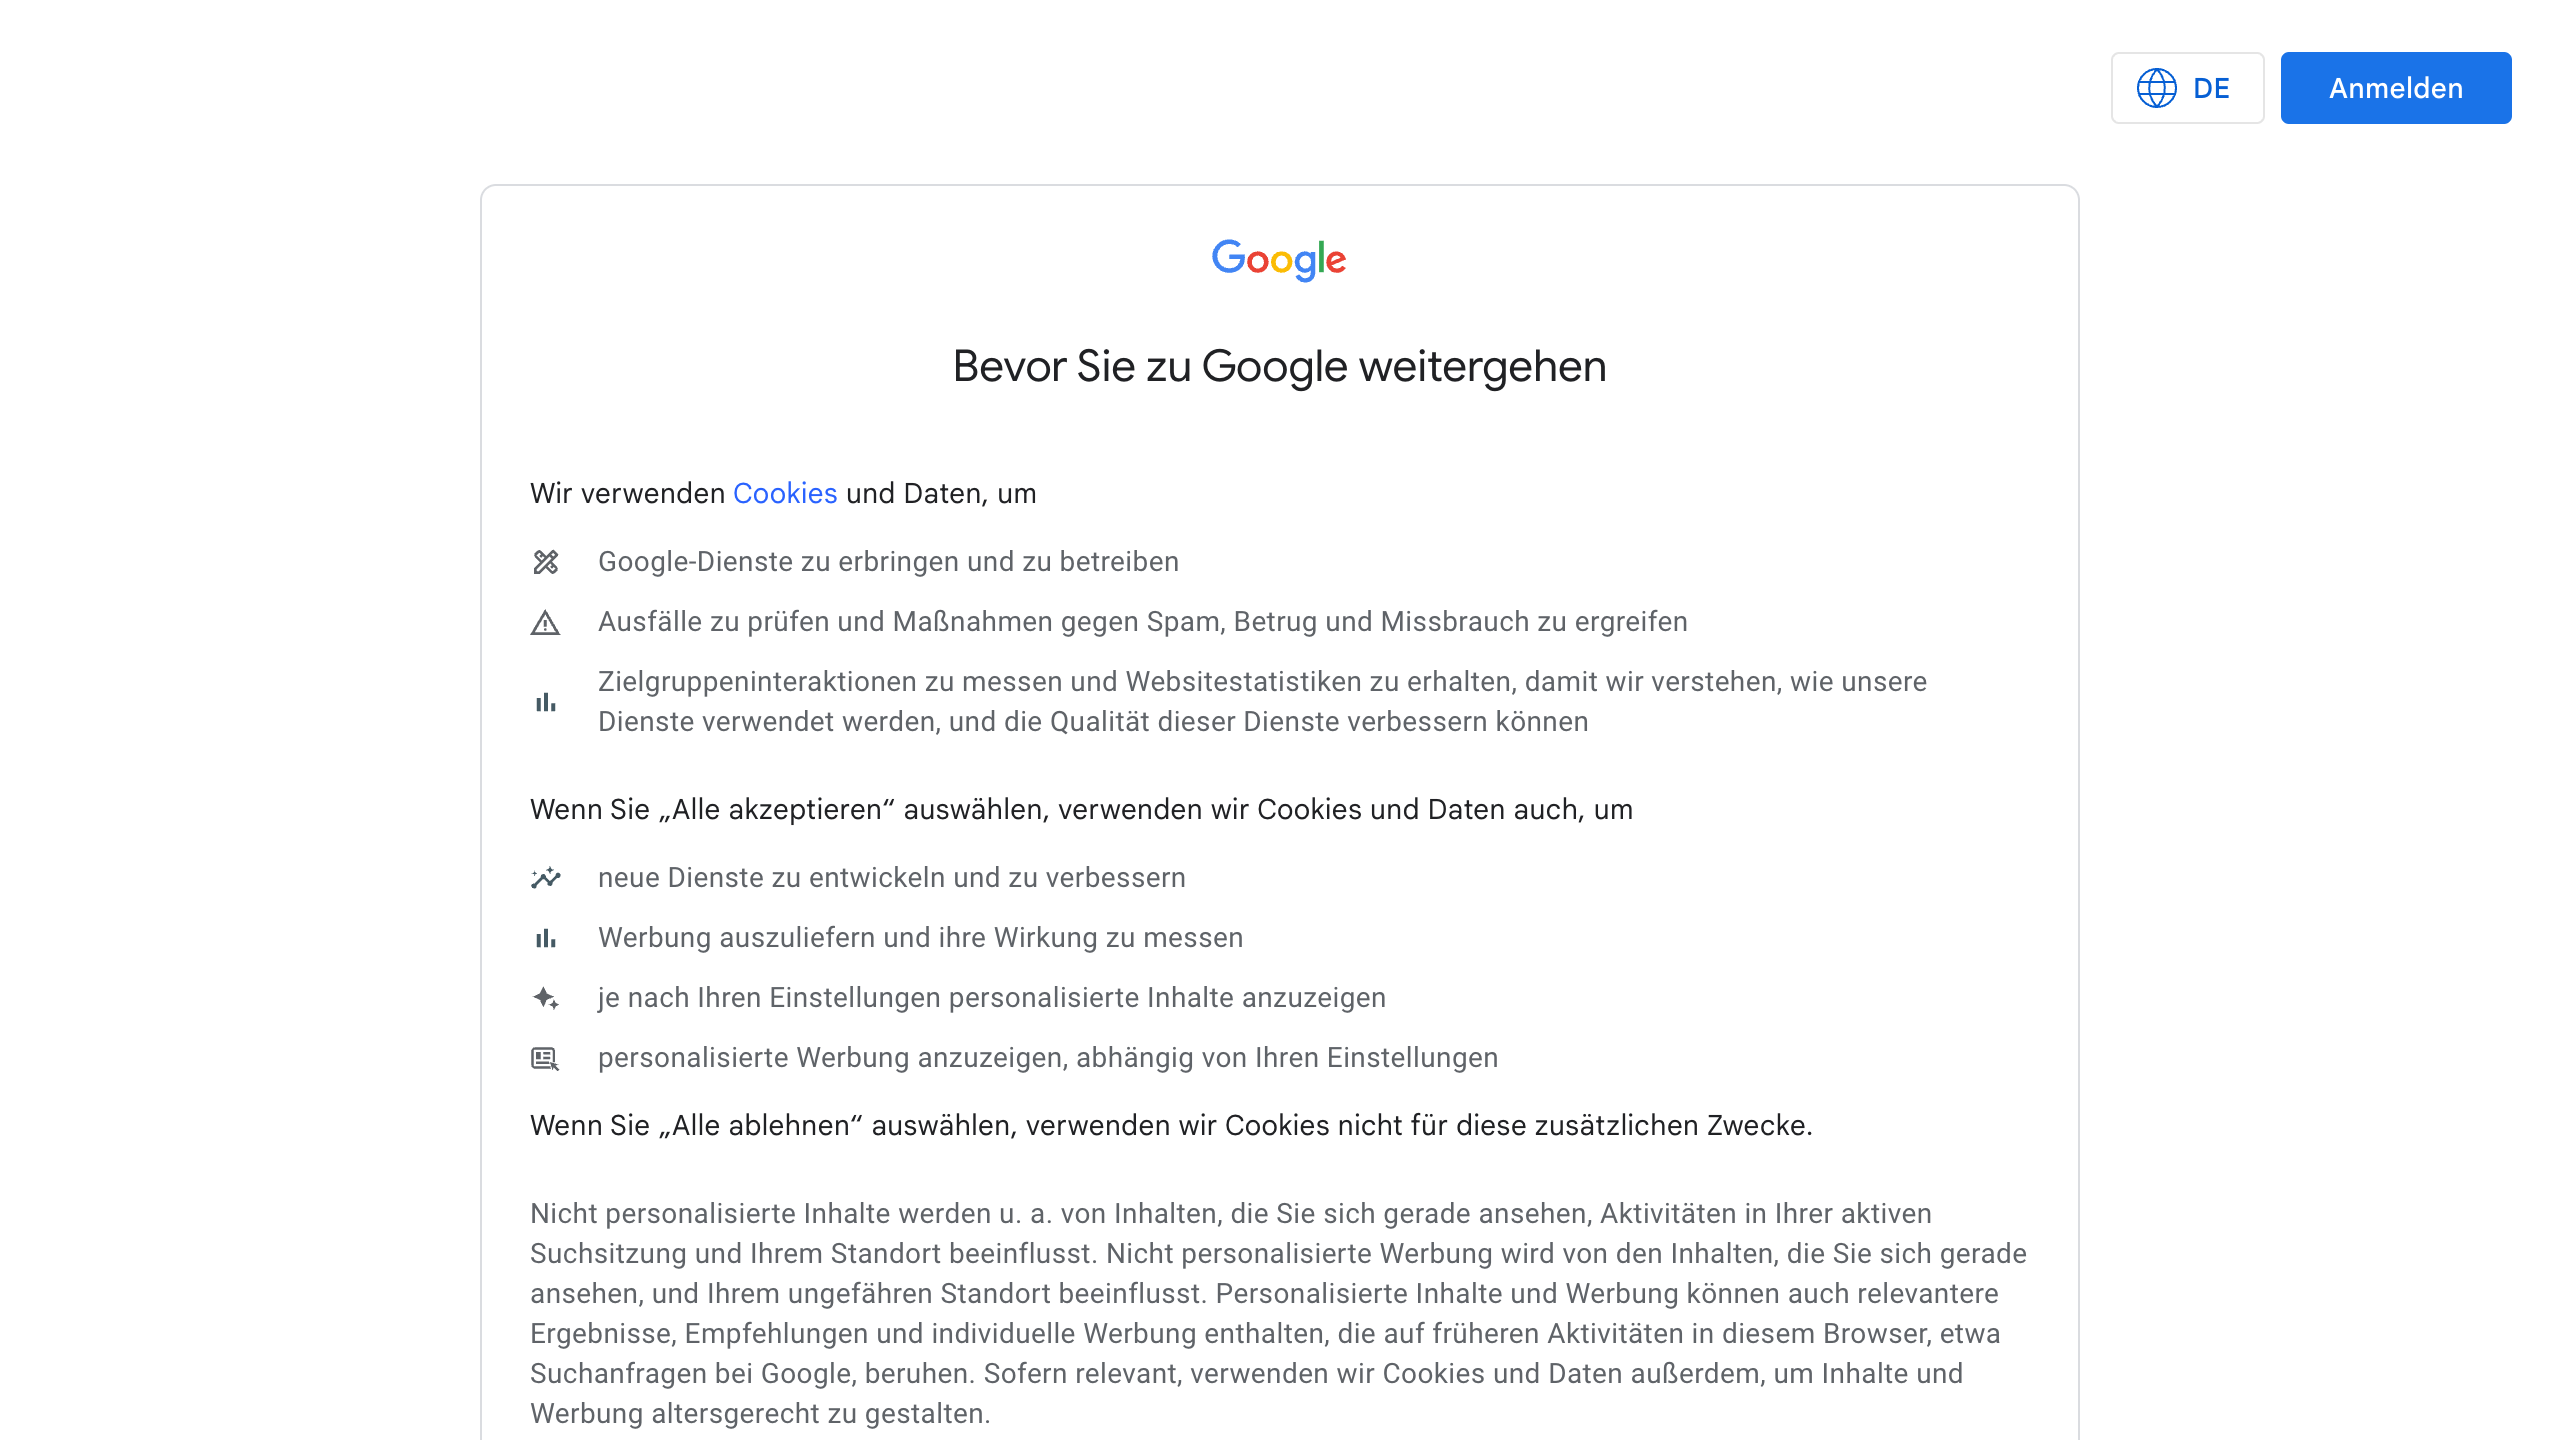 DE
Anmelden
Google
Bevor Sie zu Google weitergehen
Wir verwenden Cookies und Daten, um
Google-Dienste zu erbringen und zu betreiben
Ausfälle zu prüfen und Maßnahmen gegen Spam, Betrug und Missbrauch zu ergreifen
Zielgruppeninteraktionen zu messen und Websitestatistiken zu erhalten, damit wir verstehen, wie unsere
Dienste verwendet werden, und die Qualität dieser Dienste verbessern können
Wenn Sie „Alle akzeptieren“ auswählen, verwenden wir Cookies und Daten auch, um
neue Dienste zu entwickeln und zu verbessern
Werbung auszuliefern und ihre Wirkung zu messen
je nach Ihren Einstellungen personalisierte Inhalte anzuzeigen
personalisierte Werbung anzuzeigen, abhängig von Ihren Einstellungen
Wenn Sie „Alle ablehnen“ auswählen, verwenden wir Cookies nicht für diese zusätzlichen Zwecke.
Nicht personalisierte Inhalte werden u. a. von Inhalten, die Sie sich gerade ansehen, Aktivitäten in Ihrer aktiven
Suchsitzung und Ihrem Standort beeinflusst. Nicht personalisierte Werbung wird von den Inhalten, die Sie sich gerade
ansehen, und Ihrem ungefähren Standort beeinflusst. Personalisierte Inhalte und Werbung können auch relevantere
Ergebnisse, Empfehlungen und individuelle Werbung enthalten, die auf früheren Aktivitäten in diesem Browser, etwa
Suchanfragen bei Google, beruhen. Sofern relevant, verwenden wir Cookies und Daten außerdem, um Inhalte und
Werbung altersgerecht zu gestalten.